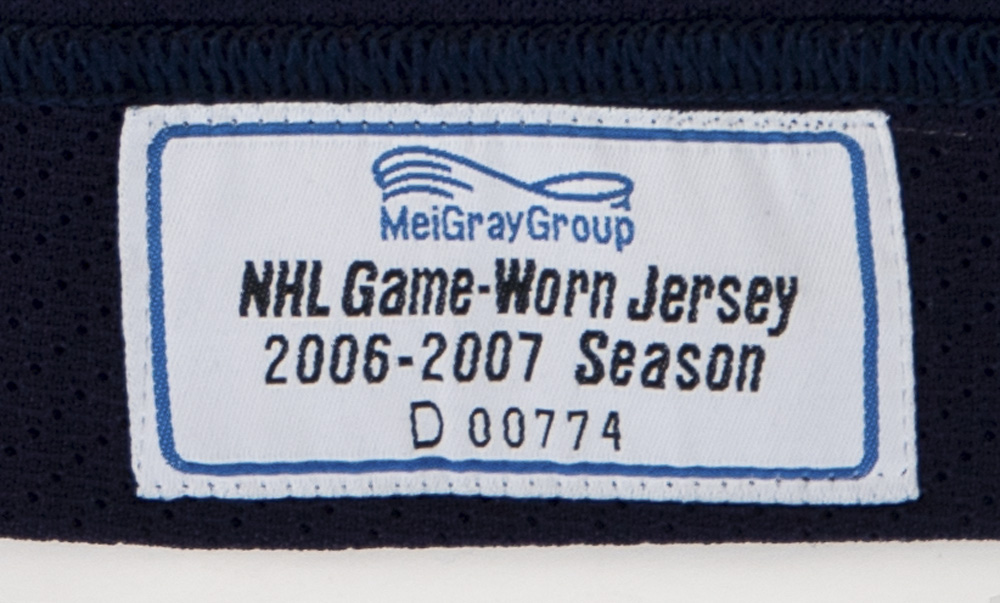 MeiGrayGroup
NHL Game-Worn Jersey
2006-2007 Season
D 00774